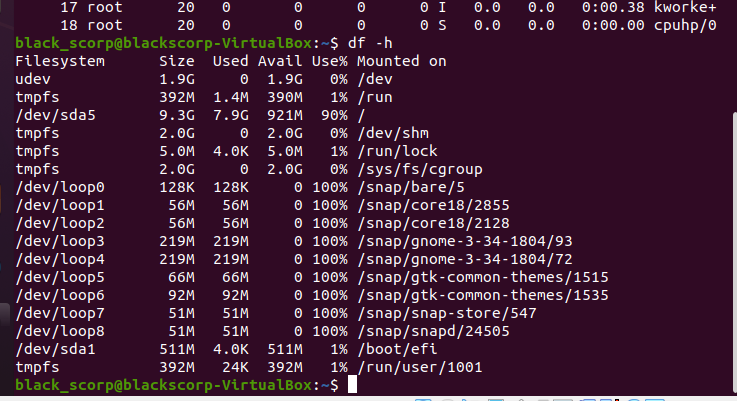 17 root 20 0 0 0 0 I 0.0 0.0 0:00.38 kworke+
18 root 20 0 0 0 0 S 0.0 0.0 0:00.00 cpuhp/0
black_scorp@blackscorp-VirtualBox:~$ df -h
Filesystem Size Used Avail Use% Mounted on
udev 1.9G 0 1.9G 0% /dev
tmpfs 392M 1.4M 390M 1% /run
/dev/sda5 9.3G 7.9G 921M 90% /
tmpfs 2.0G 0 2.0G 0% /dev/shm
tmpfs 5.0M 4.0K 5.0M 1% /run/lock
tmpfs 2.0G 0 2.0G 0% /sys/fs/cgroup
/dev/loop0 128K 128K 0 100% /snap/bare/5
/dev/loop1 56M 56M 0 100% /snap/core18/2855
/dev/loop2 56M 56M 0 100% /snap/core18/2128
/dev/loop3 219M 219M 0 100% /snap/gnome-3-34-1804/93
/dev/loop4 219M 219M 0 100% /snap/gnome-3-34-1804/72
/dev/loop5 66M 66M 0 100% /snap/gtk-common-themes/1515
/dev/loop6 92M 92M 0 100% /snap/gtk-common-themes/1535
/dev/loop7 51M 51M 0 100% /snap/snap-store/547
/dev/loop8 51M 51M 0 100% /snap/snapd/24505
/dev/sda1 511M 4.0K 511M 1% /boot/efi
tmpfs 392M 24K 392M 1% /run/user/1001
black_scorp@blackscorp-VirtualBox:~$